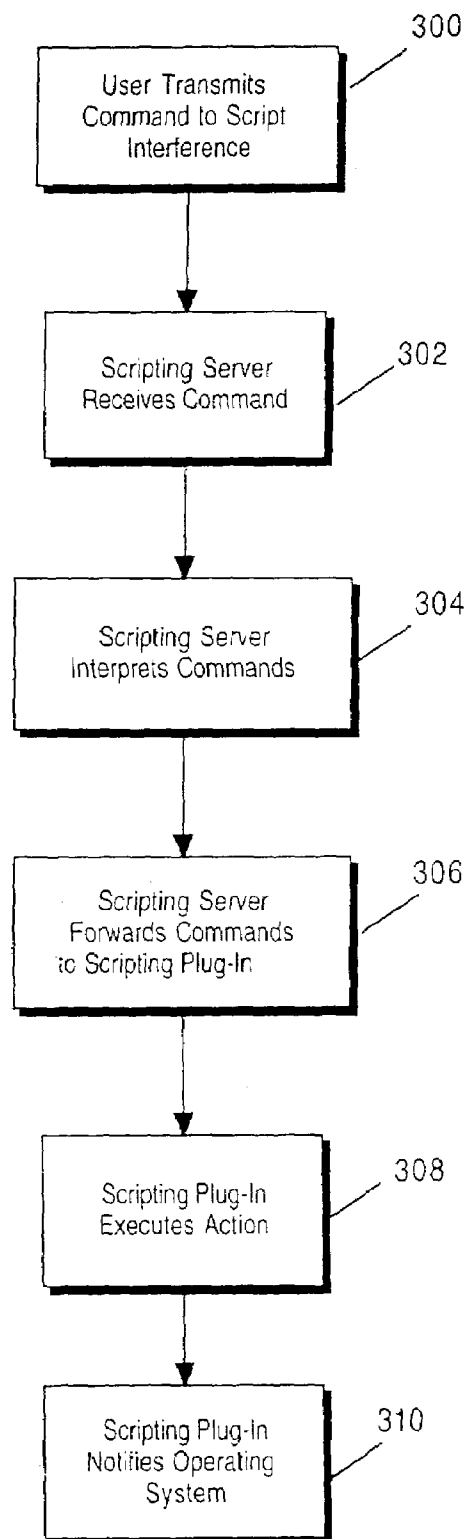 300
User Transmits
Command to Script
Interference
302
Scripting Server
Receives Command
304
Scripting Server
Interprets Commands
306
Scripting Server
Forwards Commands
to Scripting Plug-In
308
Scripting Plug-In
Executes Action
310
Scripting Plug-In
Notifies Operating
System